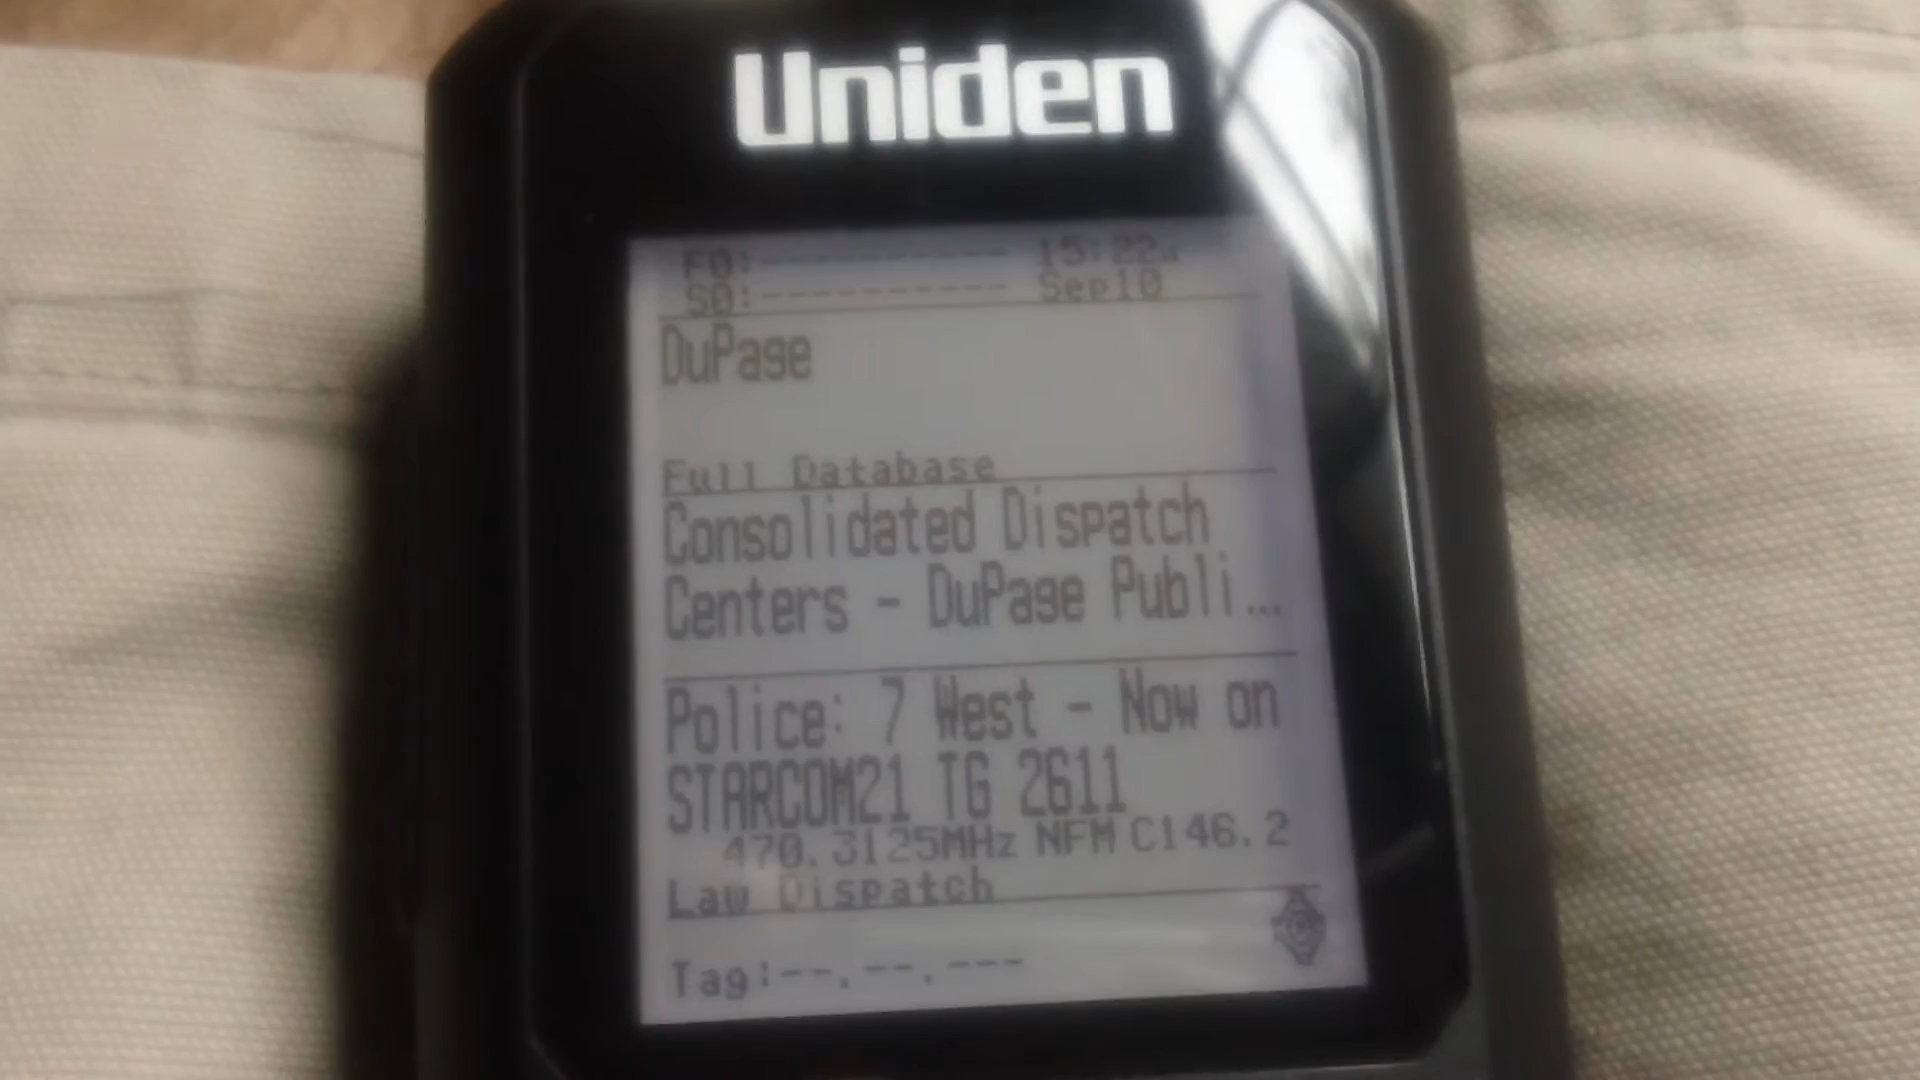 Uniden
F0:---------- 15:22
S0:---------- Sep10
DuPage
Full Database
Consolidated Dispatch
Centers - DuPage Publi...
Police: 7 West - Now on
STARCOM21 TG 2611
470.3125MHz NFM C146.2
Law Dispatch
Tag:--.--.---